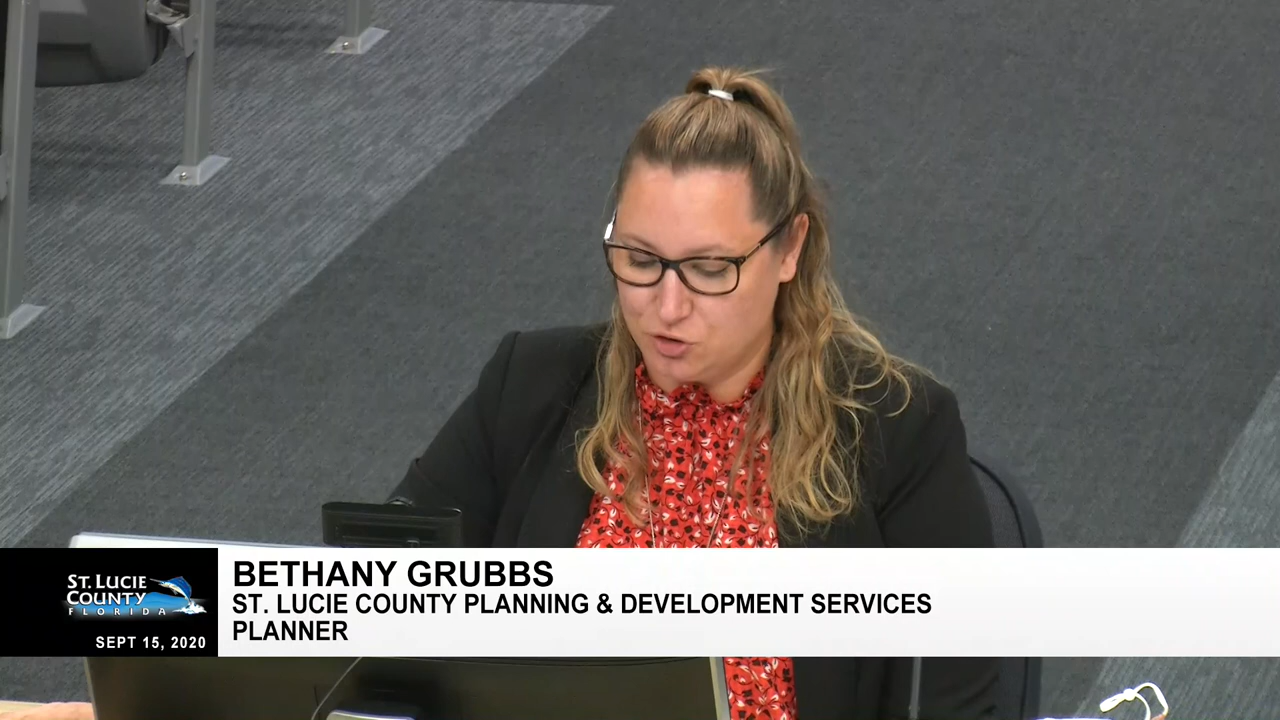 ST. LUCIE
COUNTY
FLORIDA
SEPT 15, 2020
BETHANY GRUBBS
ST. LUCIE COUNTY PLANNING & DEVELOPMENT SERVICES
PLANNER